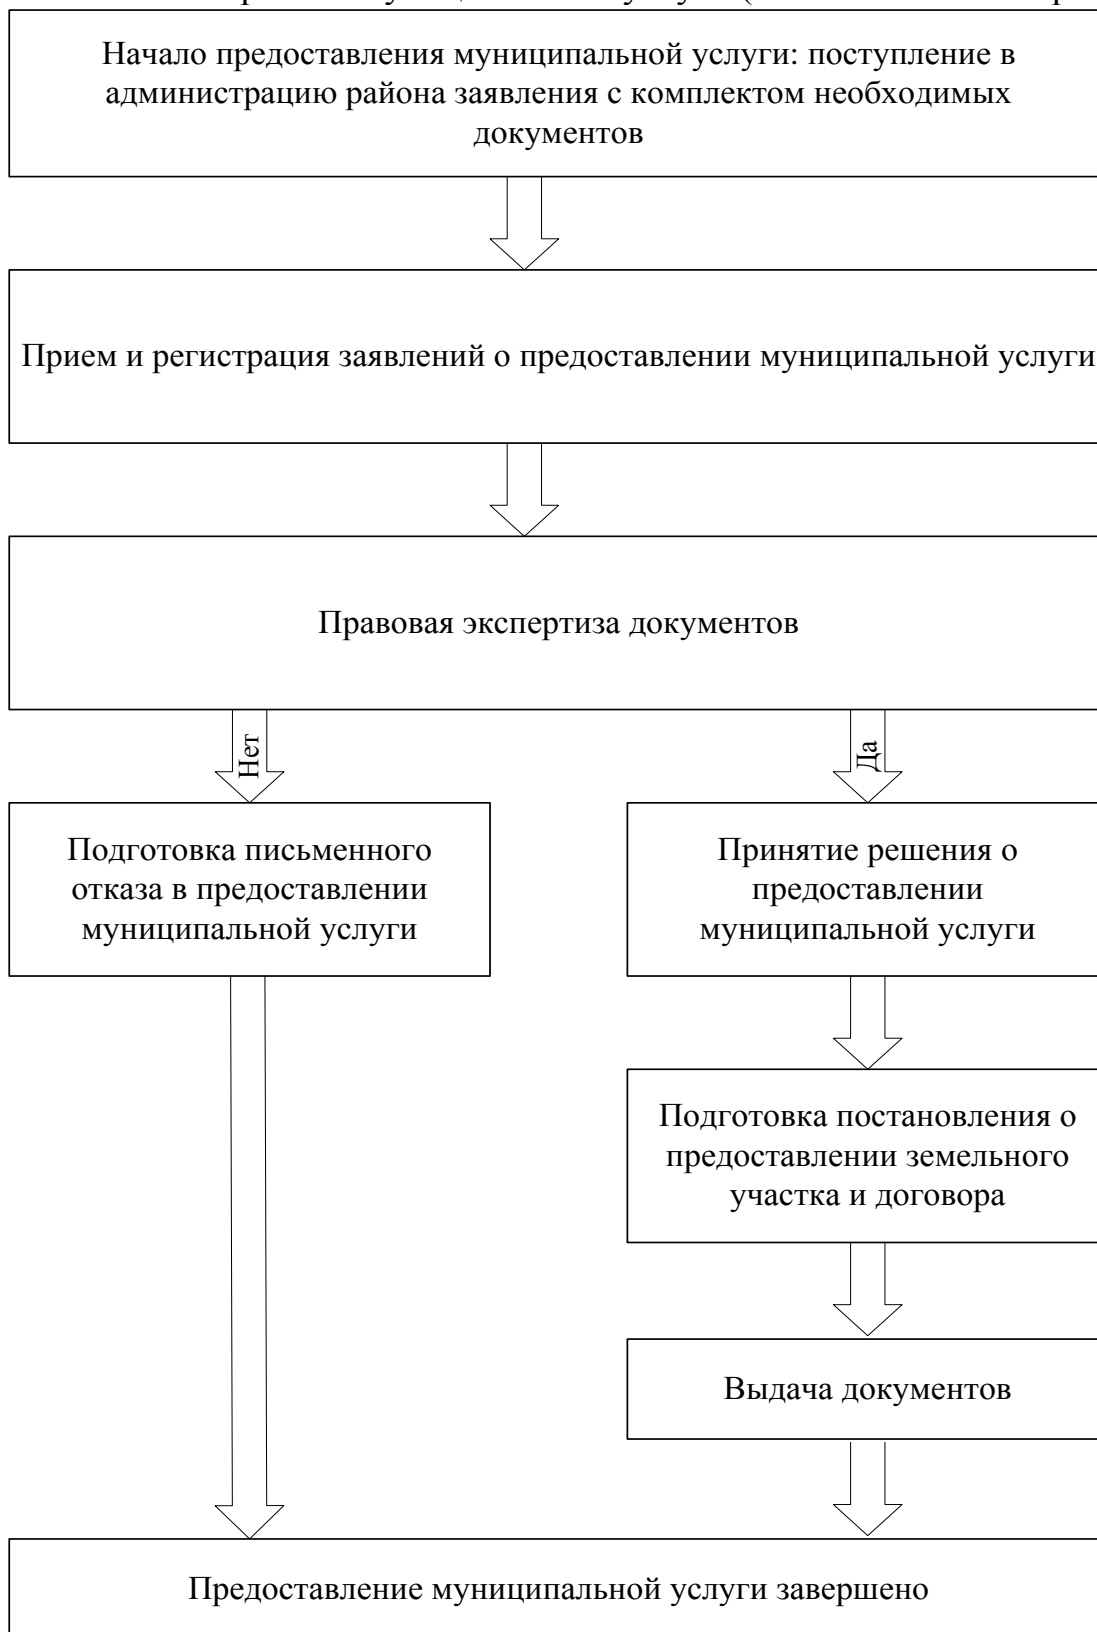 услуги (
Начало предоставления муниципальной услуги: поступление в
администрацию района заявления с комплектом необходимых
документов
Прием и регистрация заявлений о предоставлении муниципальной услуги
Правовая экспертиза документов
Нет
Да
Подготовка письменного
отказа в предоставлении
муниципальной услуги
Принятие решения о
предоставлении
муниципальной услуги
Подготовка постановления о
предоставлении земельного
участка и договора
Выдача документов
Предоставление муниципальной услуги завершено